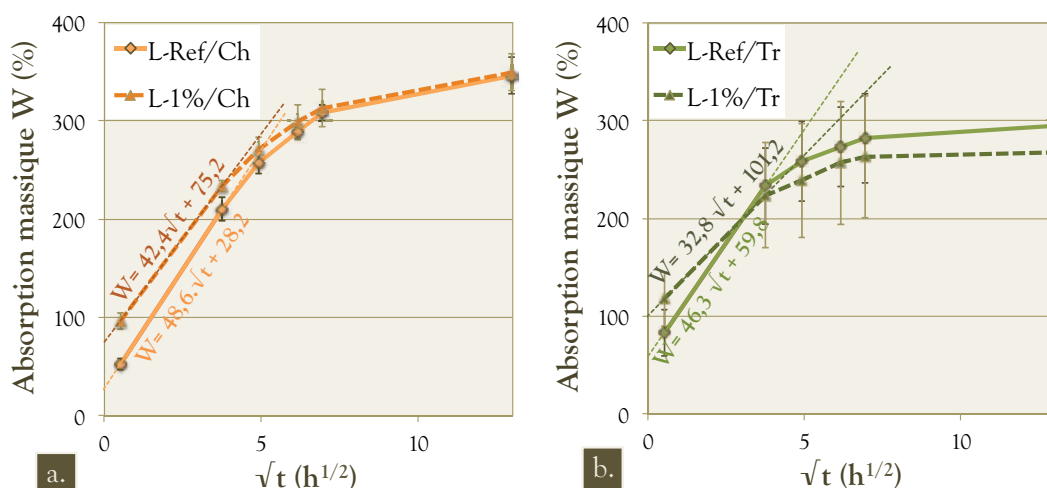 Absorption massique W (%)
400
300
200
100
0
L-Ref/Ch
L-1%/Ch
W= 42,4√t + 75,2
W= 48,6.√t + 28,2
0
5
10
√t (h1/2)
a.
Absorption massique W (%)
400
300
200
100
0
L-Ref/Tr
L-1%/Tr
W= 32,8 √t + 101,2
W= 46,3 √t + 59,8
0
5
10
√t (h1/2)
b.